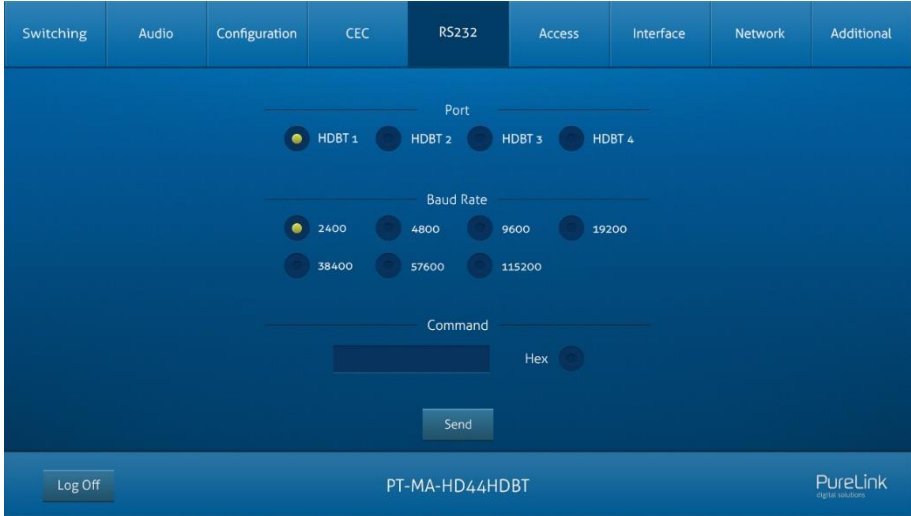 Switching Audio Configuration CEC RS232 Access Interface Network Additional
Port
HDBT 1 HDBT 2 HDBT 3 HDBT 4
Baud Rate
2400 4800 9600 19200
38400 57600 115200
Command
Hex
Send
Log Off PT-MA-HD44HDBT PureLink
digital solutions